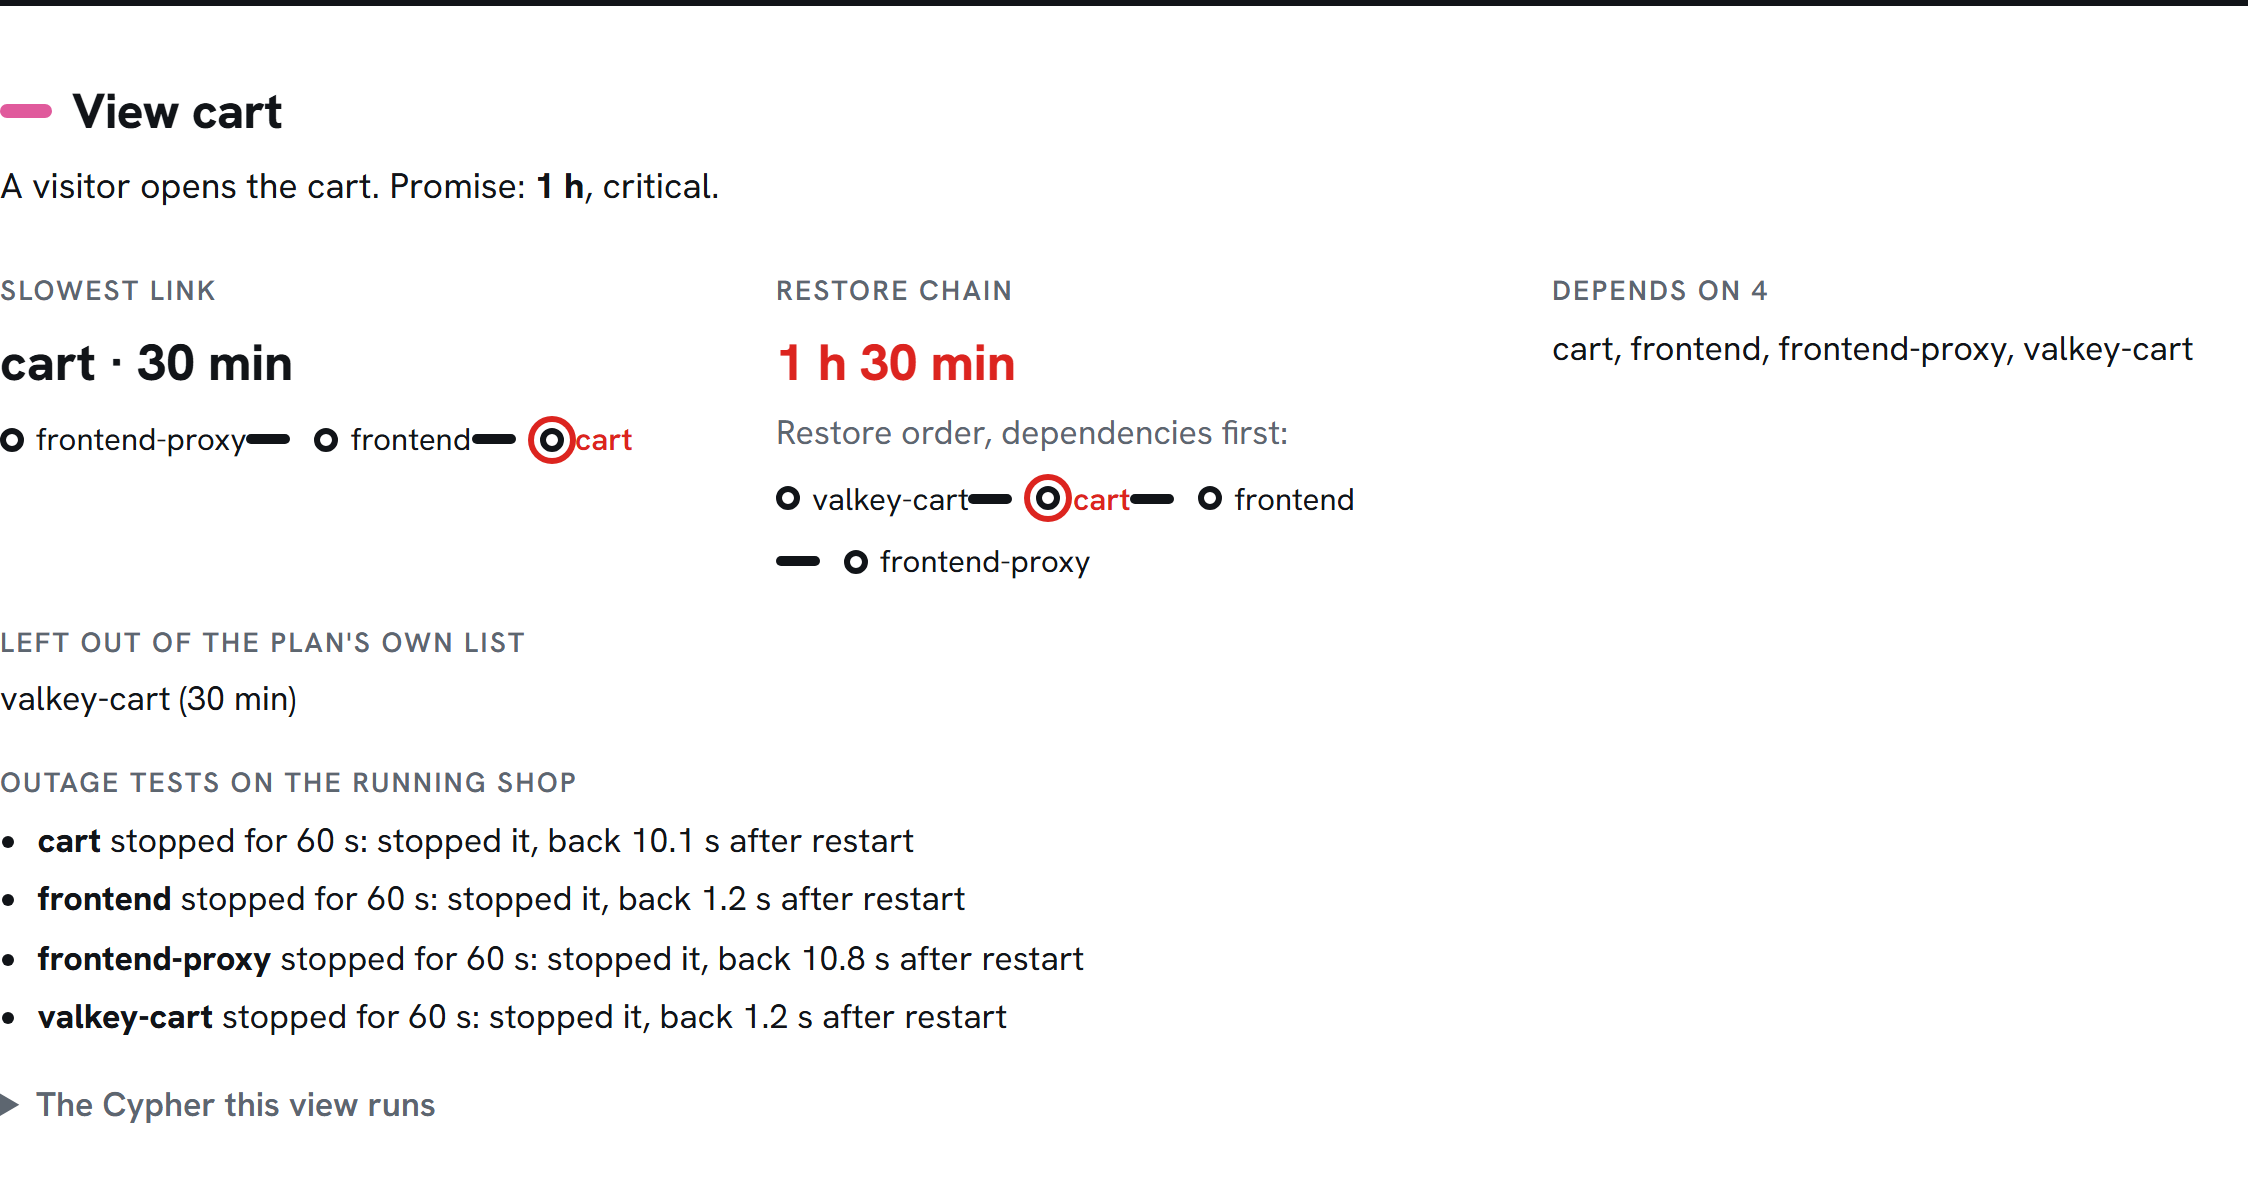 View cart
A visitor opens the cart. Promise: 1 h, critical.
SLOWEST LINK
cart · 30 min
frontend-proxy frontend cart
RESTORE CHAIN
1 h 30 min
Restore order, dependencies first:
valkey-cart cart frontend
frontend-proxy
DEPENDS ON 4
cart, frontend, frontend-proxy, valkey-cart
LEFT OUT OF THE PLAN'S OWN LIST
valkey-cart (30 min)
OUTAGE TESTS ON THE RUNNING SHOP
cart stopped for 60 s: stopped it, back 10.1 s after restart
frontend stopped for 60 s: stopped it, back 1.2 s after restart
frontend-proxy stopped for 60 s: stopped it, back 10.8 s after restart
valkey-cart stopped for 60 s: stopped it, back 1.2 s after restart
The Cypher this view runs